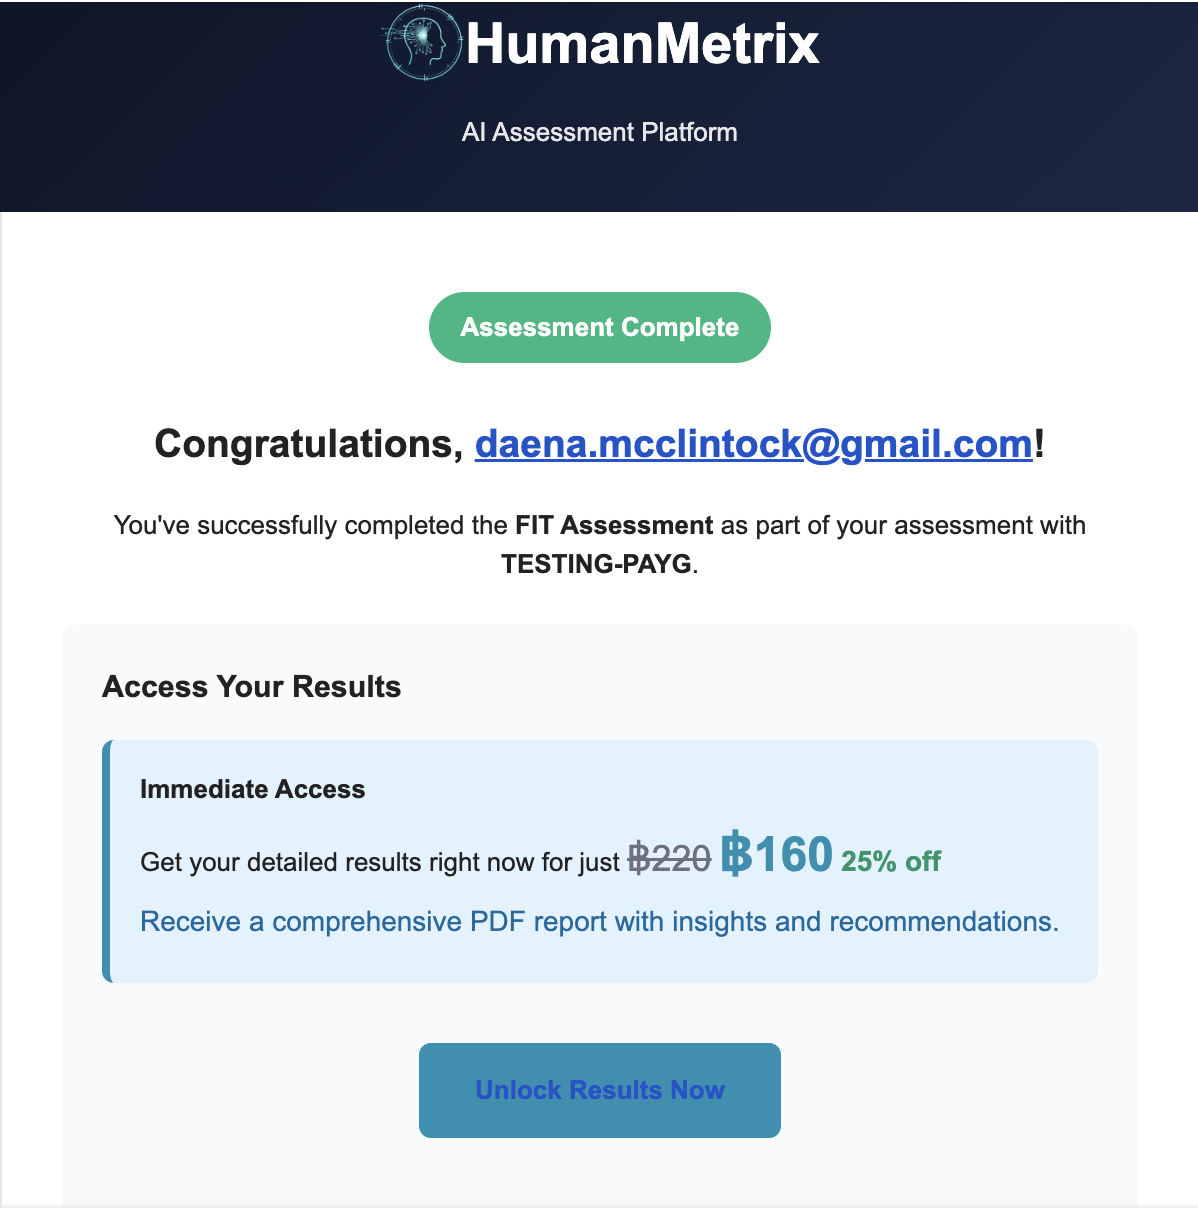 HumanMetrix
AI Assessment Platform
Assessment Complete
Congratulations, daena.mcclintock@gmail.com!
You've successfully completed the FIT Assessment as part of your assessment with
TESTING-PAYG.
Access Your Results
Immediate Access
Get your detailed results right now for just ฿220 ฿160 25% off
Receive a comprehensive PDF report with insights and recommendations.
Unlock Results Now